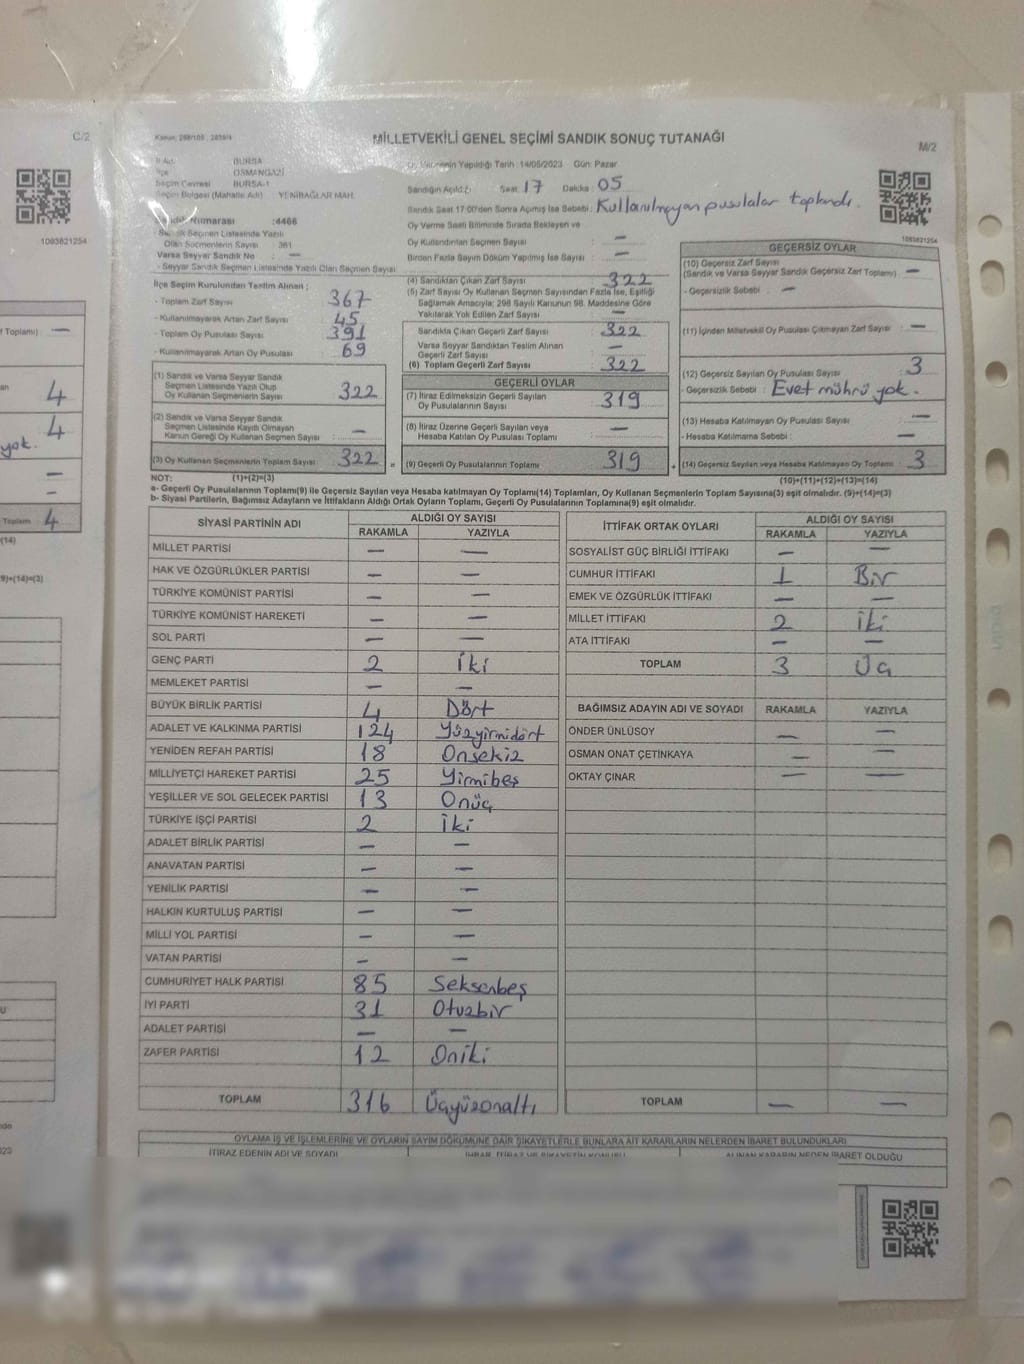 C/2
1093621254
MİLLETVEKİLİ GENEL SEÇİMİ SANDIK SONUÇ TUTANAĞI
M/2
BURSA
OSMANGAZİ
Seçim Çevresi BURSA-1
Seçim Bölgesi (Mahalle Adı) YENİBAĞLAR MAH.
Oy Vermenin Yapıldığı Tarih :14/05/2023 Gün: Pazar
Sandığın Açıldığı Saat 17 Dakika :05
Sandık Saat 17:00'den Sonra Açımış İse Sebebi: Kullanılmayan pusulalar toplandı.
Sandık Numarası :4466
Sandık Seçmen Listesinde Yazılı
Olan Seçmenlerin Sayısı : 361
Varsa Seyyar Sandık No : —
- Seyyar Sandık Seçmen Listesinde Yazılı Olan Seçmen Sayısı
Oy Verme Saati Bitiminde Sırada Bekleyen ve
Oy Kullandırılan Seçmen Sayısı : —
Birden Fazla Sayım Döküm Yapılmış İse Sayısı : —
İlçe Seçim Kurulundan Teslim Alınan ;
- Toplam Zarf Sayısı : 367
- Kullanılmayarak Artan Zarf Sayısı : 45
- Toplam Oy Pusulası : 391
- Kullanılmayarak Artan Oy Pusulası : 69
(4) Sandıktan Çıkan Zarf Sayısı : 322
(5) Zarf Sayısı Oy Kullanan Seçmen Sayısından Fazla İse, Eşitliği
Sağlamak Amacıyla; 298 Sayılı Kanunun 98. Maddesine Göre
Yakılarak Yok Edilen Zarf Sayısı : —
Sandıkta Çıkan Geçerli Zarf Sayısı : 322
Varsa Seyyar Sandıktan Teslim Alınan
Geçerli Zarf Sayısı : —
(6) Toplam Geçerli Zarf Sayısı : 322
(1) Sandık ve Varsa Seyyar Sandık
Seçmen Listesinde Yazılı Olup
Oy Kullanan Seçmenlerin Sayısı : 322
(2) Sandık ve Varsa Seyyar Sandık
Seçmen Listesinde Kayıtlı Olmayan
Kanun Gereği Oy Kullanan Seçmen Sayısı : —
(3) Oy Kullanan Seçmenlerin Toplam Sayısı : 322
GEÇERLİ OYLAR
(7) İtiraz Edilmeksizin Geçerli Sayılan
Oy Pusulalarının Sayısı : 319
(8) İtiraz Üzerine Geçerli Sayılan veya
Hesaba Katılan Oy Pusulası Toplamı : —
= (9) Geçerli Oy Pusulalarının Toplamı : 319
1093621254
GEÇERSİZ OYLAR
(10) Geçersiz Zarf Sayısı
(Sandık ve Varsa Seyyar Sandık Geçersiz Zarf Toplamı) : —
- Geçersizlik Sebebi : —
(11) İçinden Milletvekili Oy Pusulası Çıkmayan Zarf Sayısı : —
(12) Geçersiz Sayılan Oy Pusulası Sayısı : 3
- Geçersizlik Sebebi : Evet mührü yok.
(13) Hesaba Katılmayan Oy Pusulası Sayısı : —
- Hesaba Katılmama Sebebi : —
+ (14) Geçersiz Sayılan veya Hesaba Katılmayan Oy Toplamı : 3
NOT: (1)+(2)=(3) (10)+(11)+(12)+(13)=(14)
a- Geçerli Oy Pusulalarının Toplamı(9) ile Geçersiz Sayılan veya Hesaba katılmayan Oy Toplamı(14) Toplamları, Oy Kullanan Seçmenlerin Toplam Sayısına(3) eşit olmalıdır. (9)+(14)=(3)
b- Siyasi Partilerin, Bağımsız Adayların ve İttifakların Aldığı Ortak Oyların Toplamı, Geçerli Oy Pusulalarının Toplamına(9) eşit olmalıdır.
SİYASİ PARTİNİN ADI ALDIĞI OY SAYISI
RAKAMLA YAZIYLA
MİLLET PARTİSİ — —
HAK VE ÖZGÜRLÜKLER PARTİSİ — —
TÜRKİYE KOMÜNİST PARTİSİ — —
TÜRKİYE KOMÜNİST HAREKETİ — —
SOL PARTİ — —
GENÇ PARTİ 2 İki
MEMLEKET PARTİSİ — —
BÜYÜK BİRLİK PARTİSİ 4 Dört
ADALET VE KALKINMA PARTİSİ 124 Yüzyirmidört
YENİDEN REFAH PARTİSİ 18 Onsekiz
MİLLİYETÇİ HAREKET PARTİSİ 25 Yirmibeş
YEŞİLLER VE SOL GELECEK PARTİSİ 13 Onüç
TÜRKİYE İŞÇİ PARTİSİ 2 İki
ADALET BİRLİK PARTİSİ — —
ANAVATAN PARTİSİ — —
YENİLİK PARTİSİ — —
HALKIN KURTULUŞ PARTİSİ — —
MİLLİ YOL PARTİSİ — —
VATAN PARTİSİ — —
CUMHURİYET HALK PARTİSİ 85 Seksenbeş
İYİ PARTİ 31 Otuzbir
ADALET PARTİSİ — —
ZAFER PARTİSİ 12 Oniki
TOPLAM 316 Üçyüzonaltı
İTTİFAK ORTAK OYLARI ALDIĞI OY SAYISI
RAKAMLA YAZIYLA
SOSYALİST GÜÇ BİRLİĞİ İTTİFAKI — —
CUMHUR İTTİFAKI 1 Bir
EMEK VE ÖZGÜRLÜK İTTİFAKI — —
MİLLET İTTİFAKI 2 İki
ATA İTTİFAKI — —
TOPLAM 3 Üç
BAĞIMSIZ ADAYIN ADI VE SOYADI RAKAMLA YAZIYLA
ÖNDER ÜNLÜSOY — —
OSMAN ONAT ÇETİNKAYA — —
OKTAY ÇINAR — —
TOPLAM — —
OYLAMA İŞ VE İŞLEMLERİNE VE OYLARIN SAYIM DÖKÜMÜNE DAİR ŞİKAYETLERLE BUNLARA AİT KARARLARIN NELERDEN İBARET BULUNDUKLARI
İTİRAZ EDENİN ADI VE SOYADI İHBAR, İTİRAZ VE ŞİKAYETİN KONUSU ALINAN KARARIN NEDEN İBARET OLDUĞU